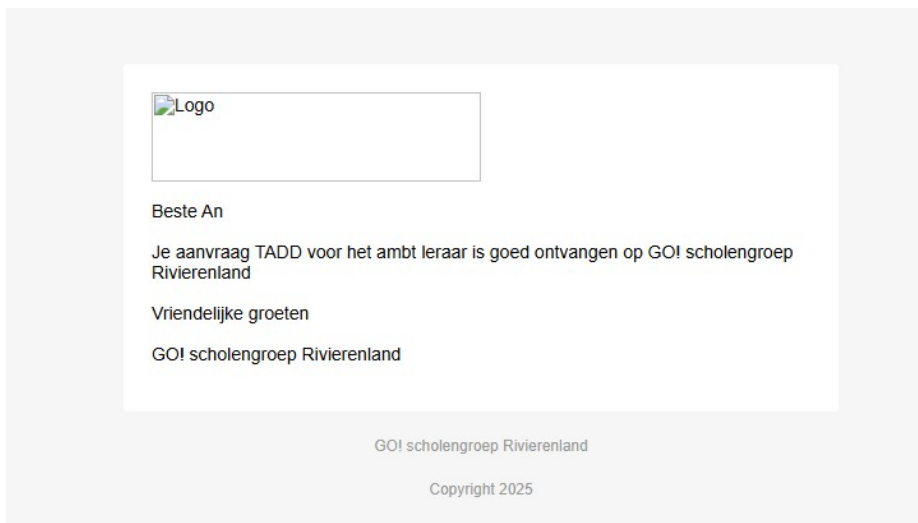 Logo
Beste An
Je aanvraag TADD voor het ambt leraar is goed ontvangen op GO! scholengroep
Rivierenland
Vriendelijke groeten
GO! scholengroep Rivierenland
GO! scholengroep Rivierenland
Copyright 2025